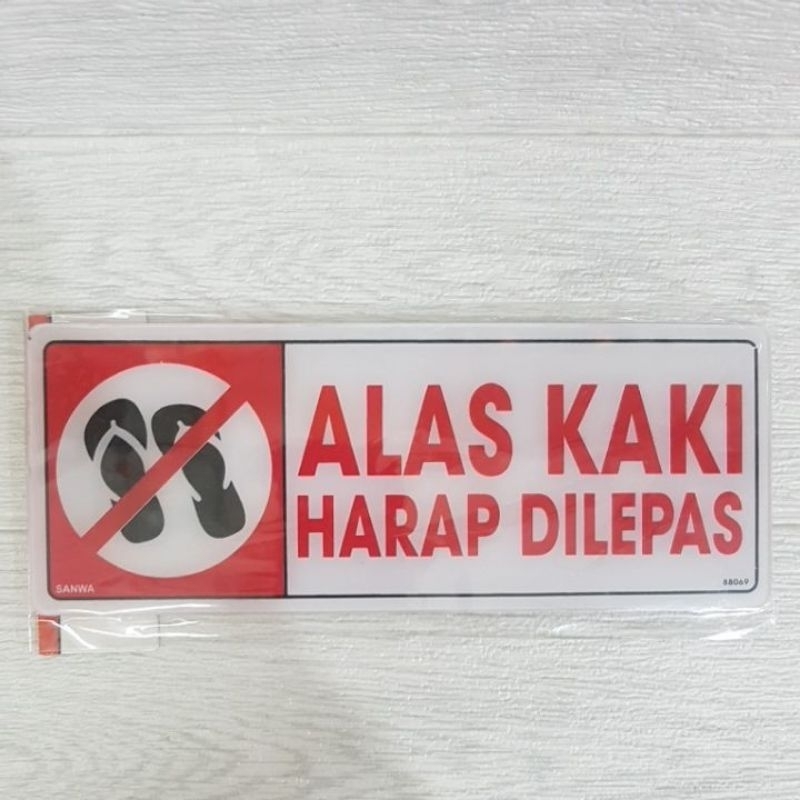 ALAS KAKI
HARAP DILEPAS
SANWA
88069